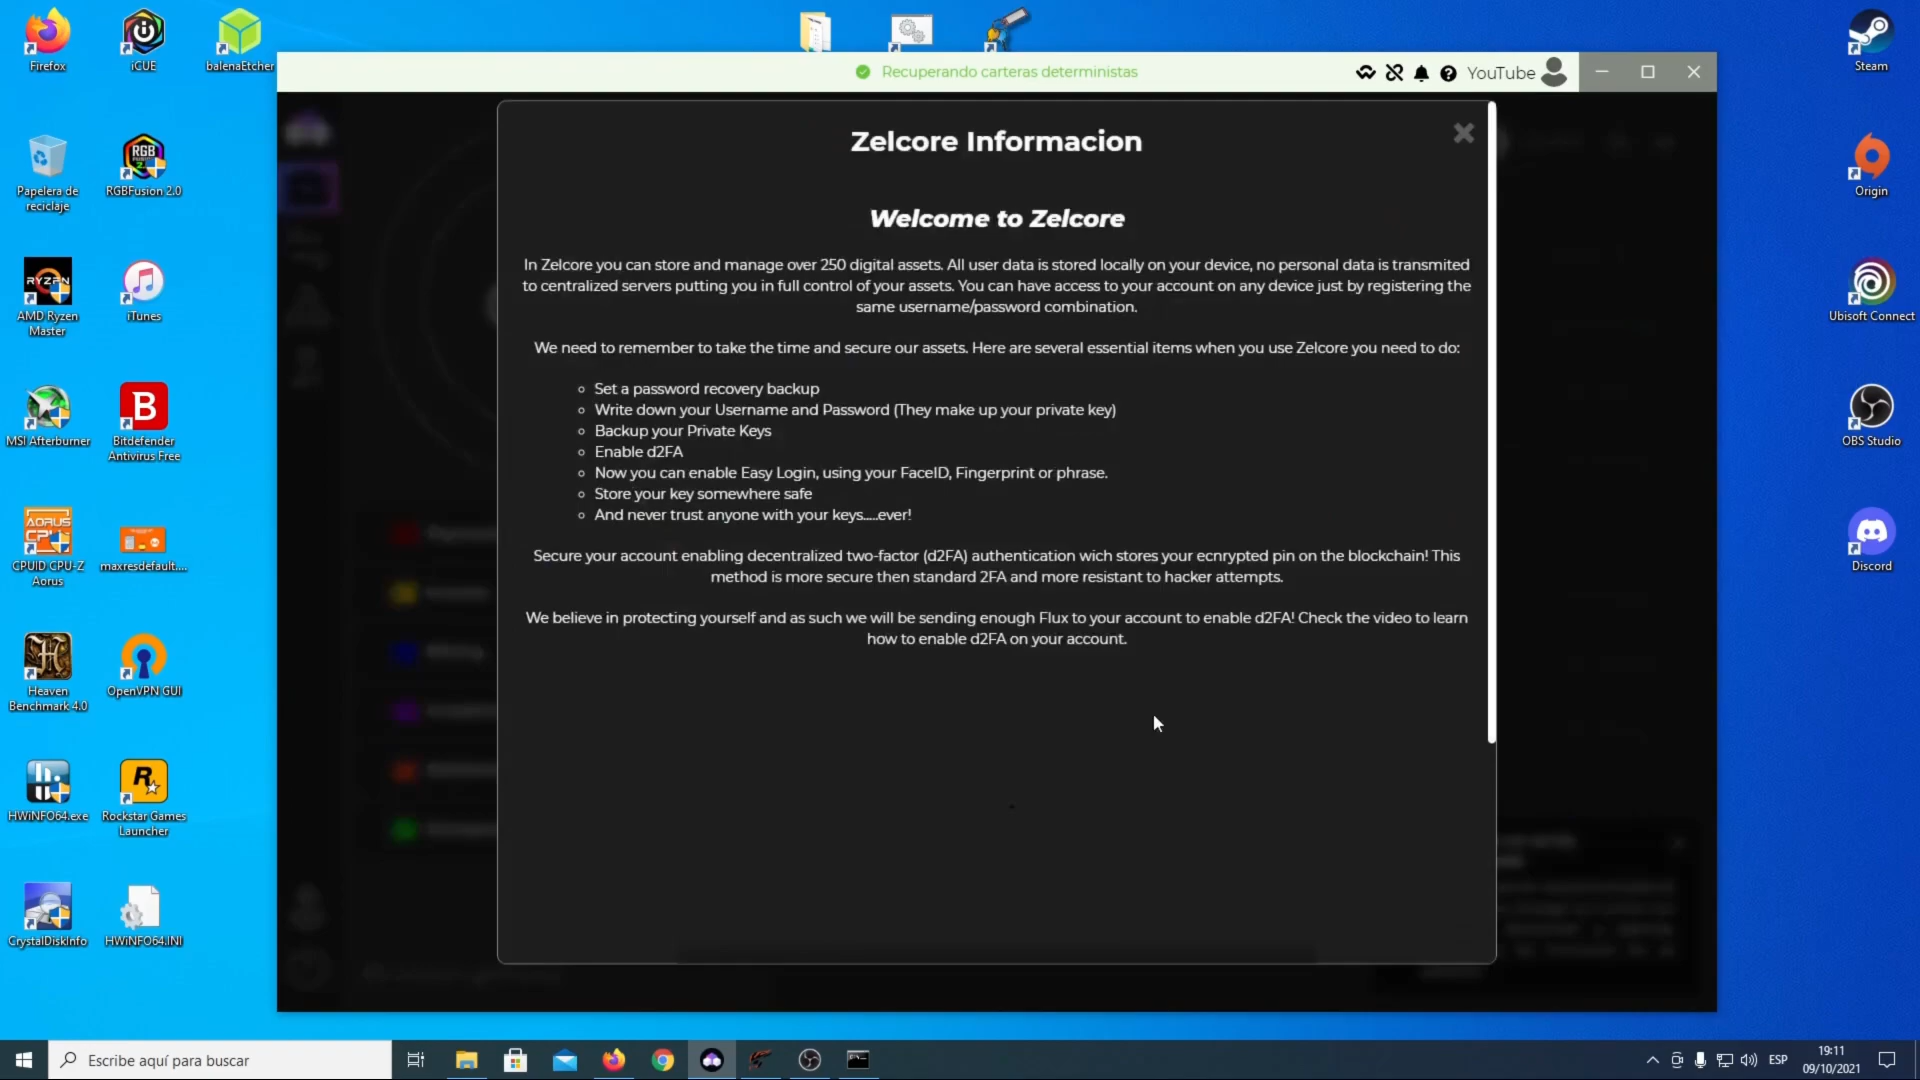 Firefox
iCUE
balenaEtcher
Papelera de
reciclaje
RGB
RGBFusion 2.0
RYZEN
AMD Ryzen
Master
iTunes
MSI Afterburner
B
Bitdefender
Antivirus Free
AORUS
CPU
CPUID CPU-Z
Aorus
maxresdefault....
Heaven
Benchmark 4.0
OpenVPN GUI
HWiNFO64.exe
Rockstar Games
Launcher
CrystalDiskInfo
HWiNFO64.INI
Recuperando carteras deterministas
YouTube
Zelcore Informacion
Welcome to Zelcore
In Zelcore you can store and manage over 250 digital assets. All user data is stored locally on your device, no personal data is transmited
to centralized servers putting you in full control of your assets. You can have access to your account on any device just by registering the
same username/password combination.
We need to remember to take the time and secure our assets. Here are several essential items when you use Zelcore you need to do:
Set a password recovery backup
Write down your Username and Password (They make up your private key)
Backup your Private Keys
Enable d2FA
Now you can enable Easy Login, using your FaceID, Fingerprint or phrase.
Store your key somewhere safe
And never trust anyone with your keys.....ever!
Secure your account enabling decentralized two-factor (d2FA) authentication wich stores your ecnrypted pin on the blockchain! This
method is more secure then standard 2FA and more resistant to hacker attempts.
We believe in protecting yourself and as such we will be sending enough Flux to your account to enable d2FA! Check the video to learn
how to enable d2FA on your account.
Steam
Origin
Ubisoft Connect
OBS Studio
Discord
Escribe aquí para buscar
ESP
19:11
09/10/2021